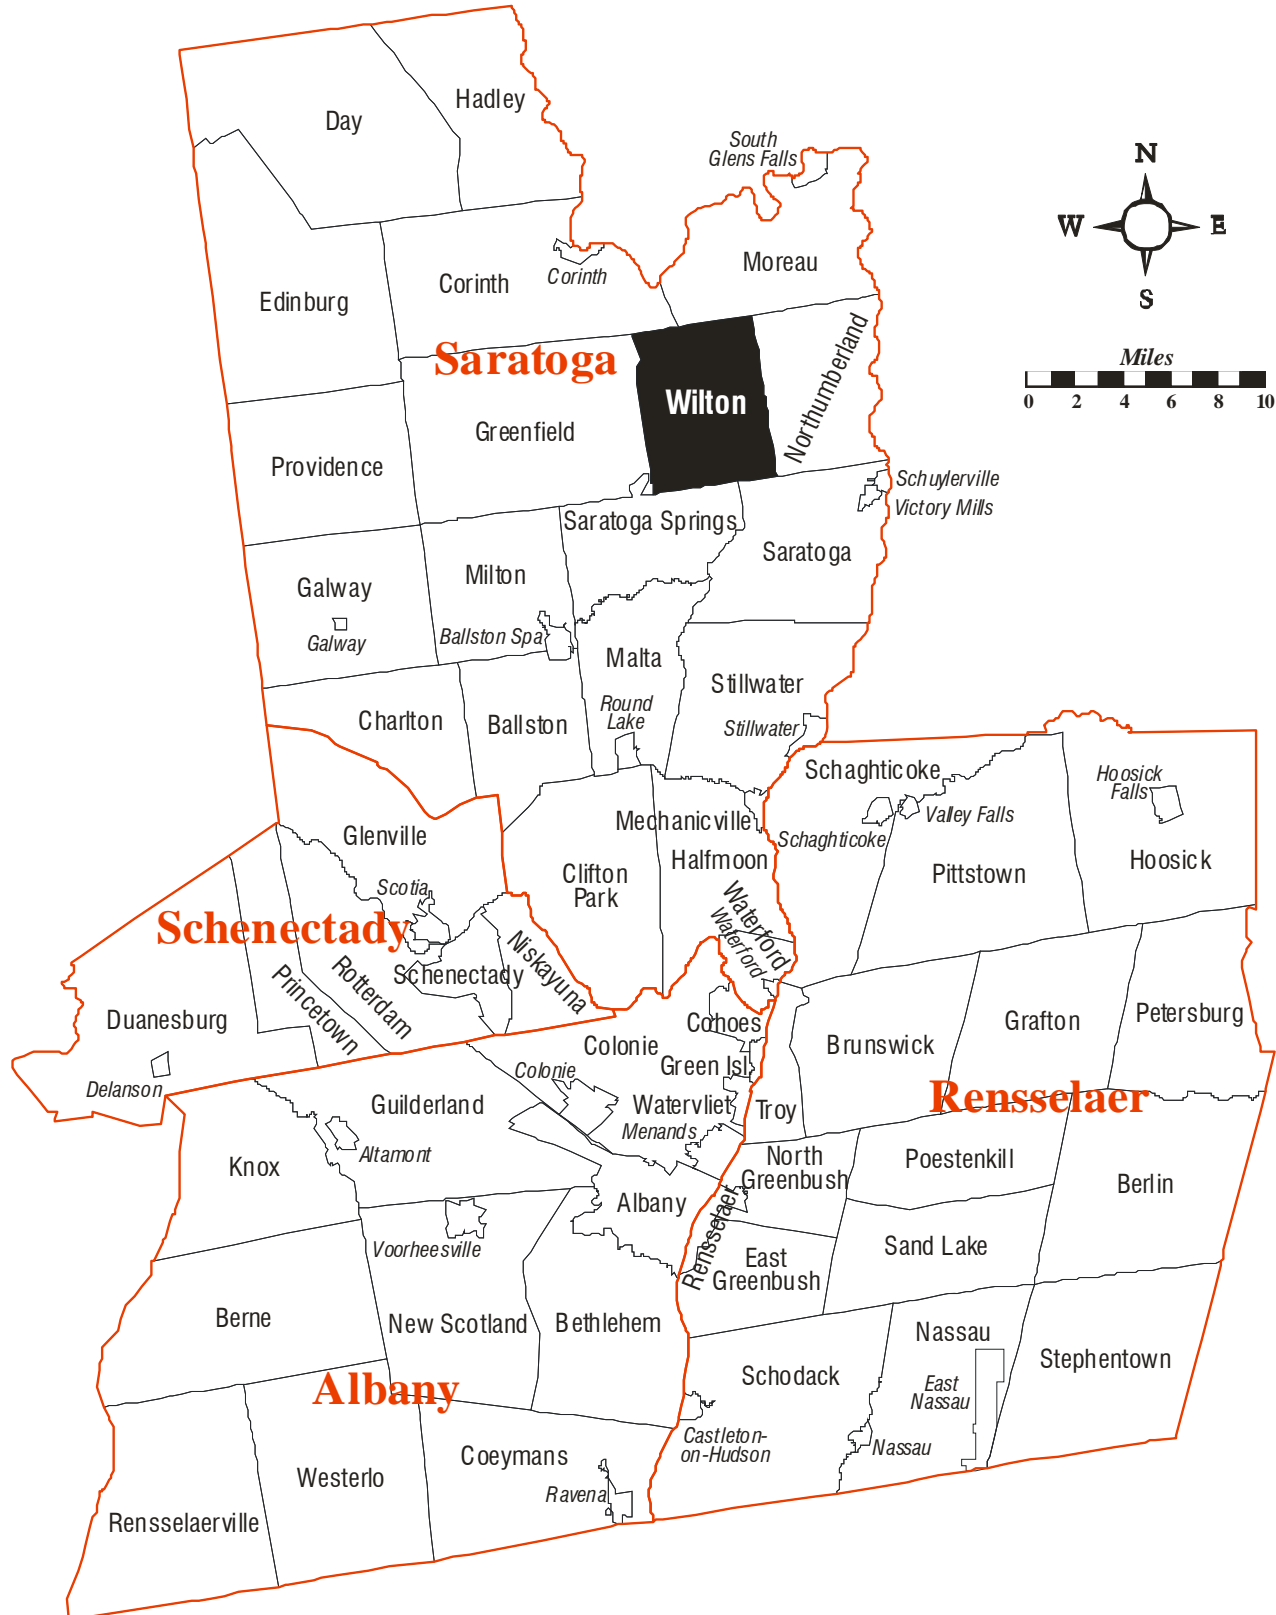 Hadley
Day
South
Glens Falls
N
W
E
S
Moreau
Corinth
Corinth
Edinburg
Saratoga
Northumberland
Miles
0 2 4 6 8 10
Wilton
Greenfield
Providence
Schuylerville
Victory Mills
Saratoga Springs
Saratoga
Milton
Galway
Galway
Ballston Spa
Malta
Stillwater
Round
Lake
Stillwater
Charlton
Ballston
Schaghticoke
Hoosick
Falls
Valley Falls
Schaghticoke
Mechanicville
Glenville
Halfmoon
Hoosick
Clifton
Park
Pittstown
Scotia
Schenectady
Waterford
Waterford
Niskayuna
Schenectady
Rotterdam
Princetown
Duanesburg
Cohoes
Grafton
Petersburg
Colonie
Brunswick
Green Isl.
Colonie
Delanson
Rensselaer
Guilderland
Watervliet
Troy
Menands
Altamont
Knox
North
Greenbush
Poestenkill
Berlin
Albany
Rensselaer
Voorheesville
Sand Lake
East
Greenbush
Berne
New Scotland
Bethlehem
Nassau
Stephentown
Schodack
Albany
East
Nassau
Castleton-
on-Hudson
Nassau
Coeymans
Westerlo
Ravena
Rensselaerville